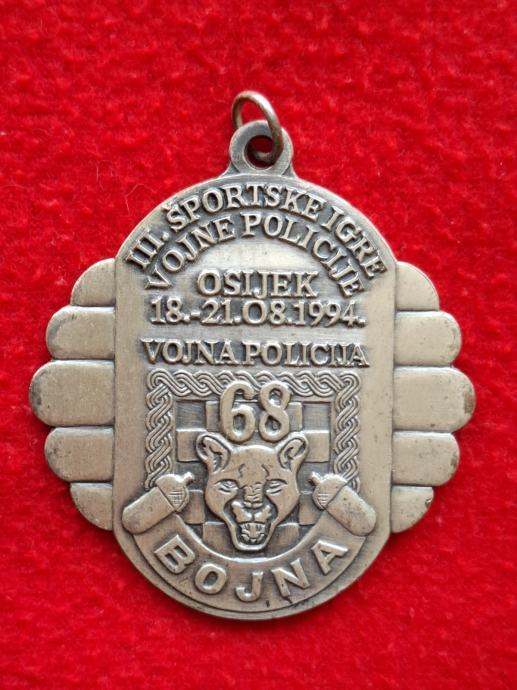 III. ŠPORTSKE IGRE
VOJNE POLICIJE
OSIJEK
18.-21.08.1994.
VOJNA POLICIJA
68
BOJNA